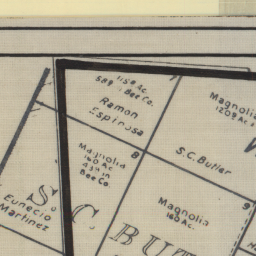 1158 Ac.
589 in Bee Co.
Ramon
Espinosa
7
Magnolia
1209 Ac.
Magnolia
160 Ac.
Bee Co.
8
S.C. Butler
9
Magnolia
160 Ac.
Eunecio
Martinez
S. C. BUT